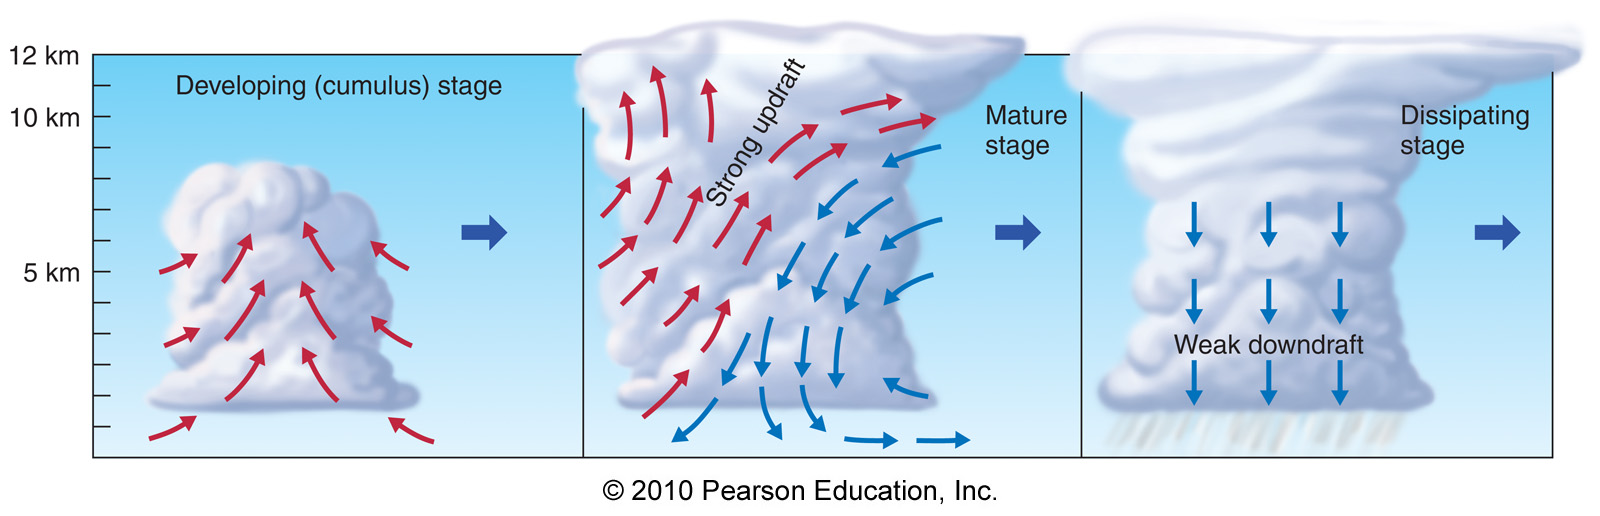 12 km
10 km
5 km
Developing (cumulus) stage
Strong updraft
Mature
stage
Dissipating
stage
Weak downdraft
© 2010 Pearson Education, Inc.